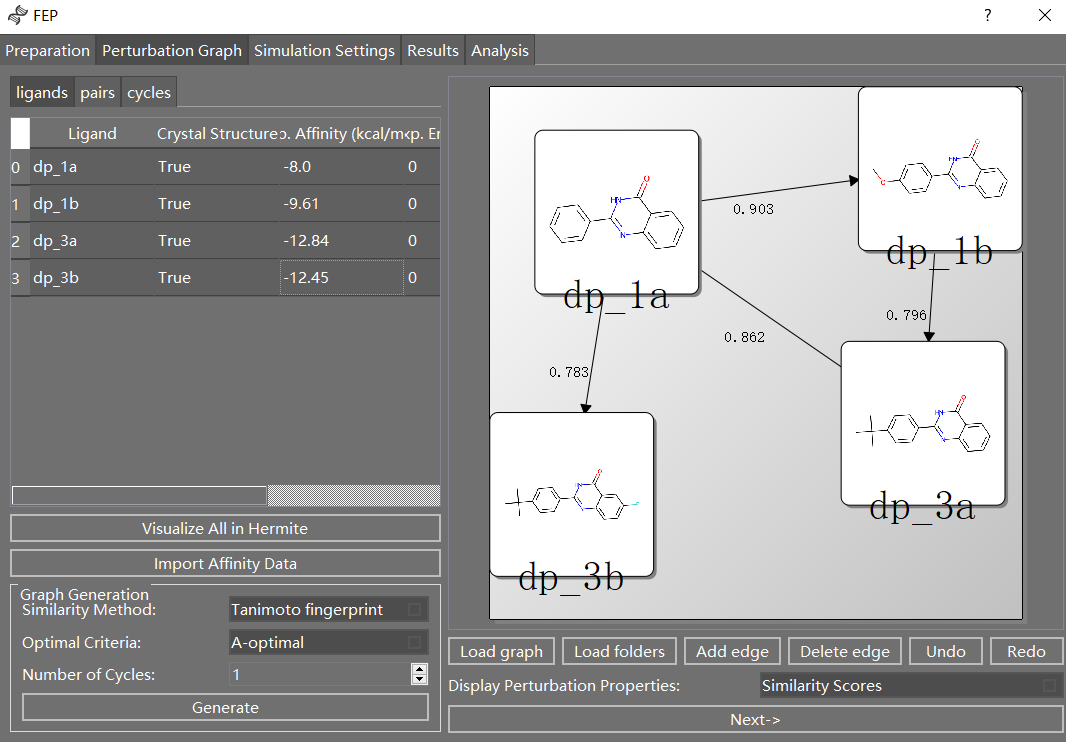 FEP
?
Preparation Perturbation Graph Simulation Settings Results Analysis
ligands pairs cycles
Ligand Crystal Structure p. Affinity (kcal/m xp. Er
0 dp_1a True -8.0 0
1 dp_1b True -9.61 0
2 dp_3a True -12.84 0
3 dp_3b True -12.45 0
Visualize All in Hermite
Import Affinity Data
Graph Generation
Similarity Method: Tanimoto fingerprint
Optimal Criteria: A-optimal
Number of Cycles: 1
Generate
O
HN
N
dp_1a
0.903
O
HN
N
O
dp_1b
0.796
0.862
0.783
O
HN
N
dp_3a
O
N
dp_3b
Load graph Load folders Add edge Delete edge Undo Redo
Display Perturbation Properties: Similarity Scores
Next->